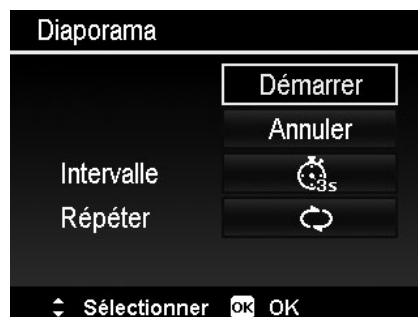 Diaporama
Démarrer
Annuler
Intervalle 3s
Répéter
Sélectionner OK OK